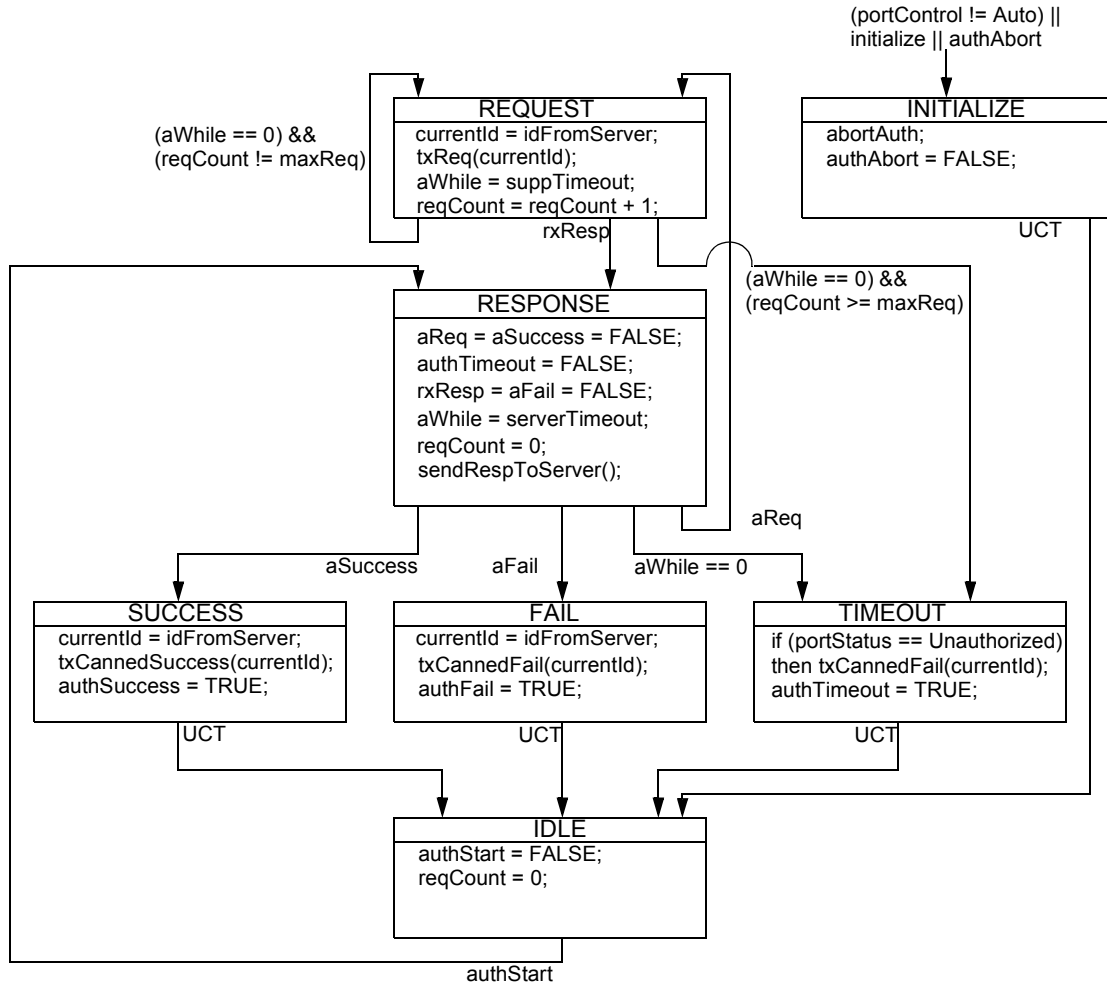 (portControl != Auto) ||
initialize || authAbort
REQUEST
currentId = idFromServer;
txReq(currentId);
aWhile = suppTimeout;
reqCount = reqCount + 1;
INITIALIZE
abortAuth;
authAbort = FALSE;
(aWhile == 0) &&
(reqCount != maxReq)
rxResp
UCT
(aWhile == 0) &&
(reqCount >= maxReq)
RESPONSE
aReq = aSuccess = FALSE;
authTimeout = FALSE;
rxResp = aFail = FALSE;
aWhile = serverTimeout;
reqCount = 0;
sendRespToServer();
aReq
aSuccess
aFail
aWhile == 0
SUCCESS
currentId = idFromServer;
txCannedSuccess(currentId);
authSuccess = TRUE;
FAIL
currentId = idFromServer;
txCannedFail(currentId);
authFail = TRUE;
TIMEOUT
if (portStatus == Unauthorized)
then txCannedFail(currentId);
authTimeout = TRUE;
UCT
UCT
UCT
IDLE
authStart = FALSE;
reqCount = 0;
authStart